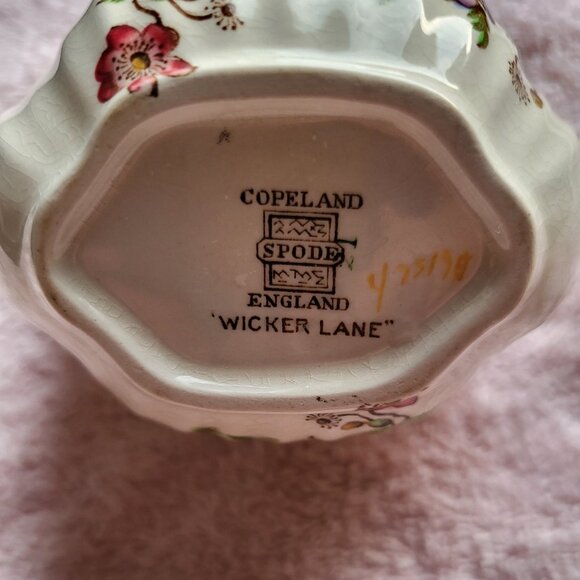 COPELAND
SPODE
ENGLAND
"WICKER LANE"